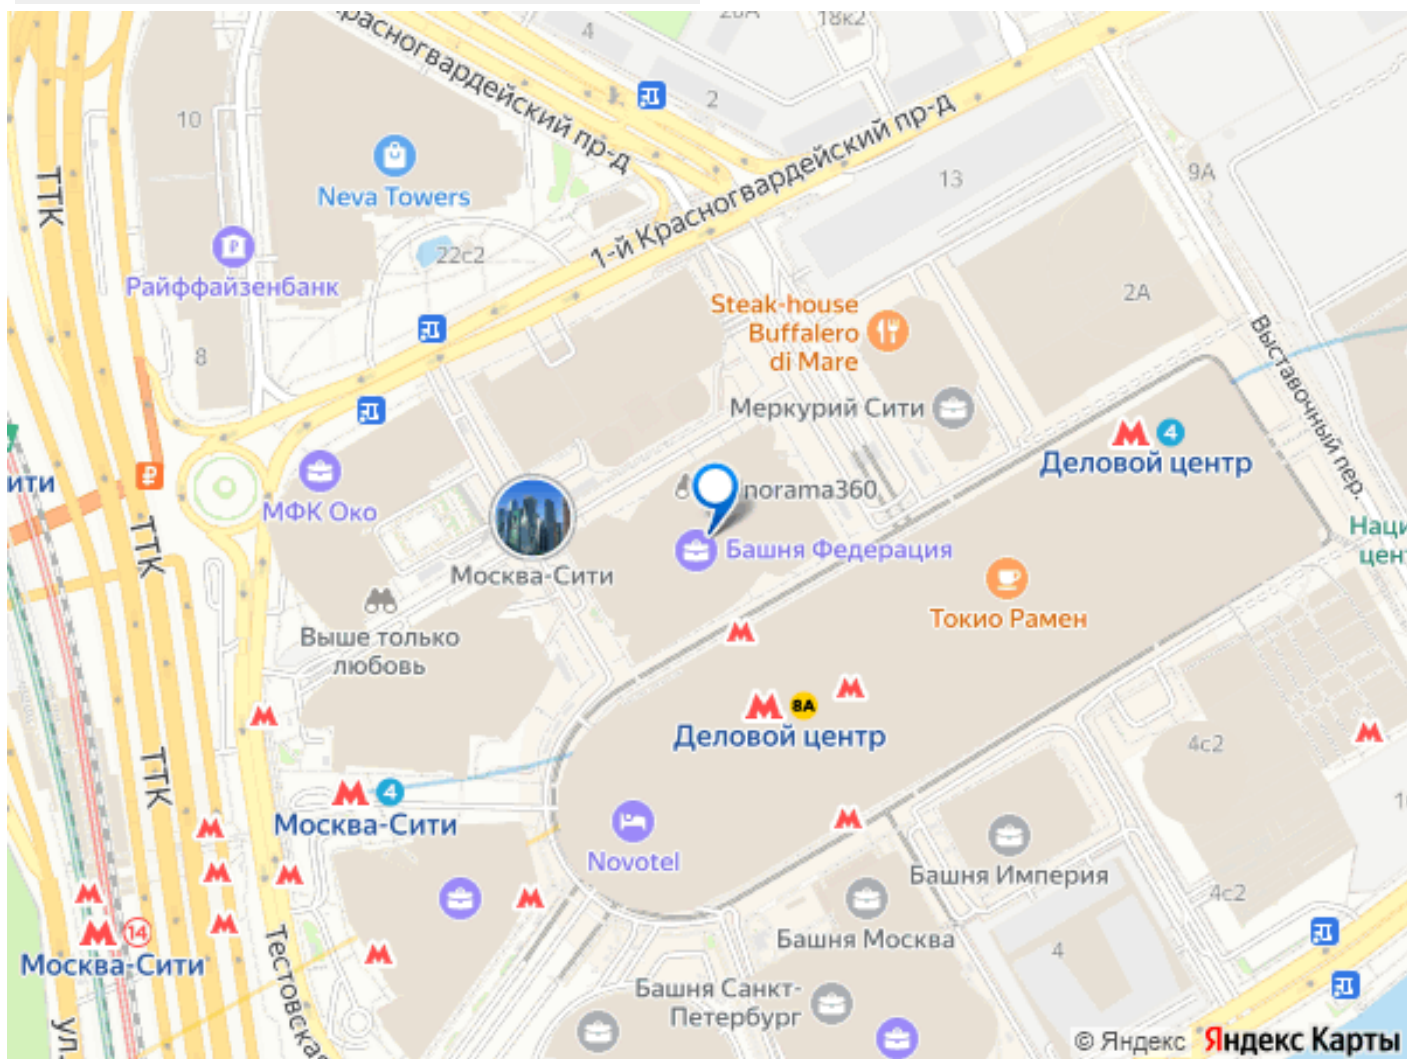 Красногвардейский пр-д
4
18к2
2
10
1-й Красногвардейский пр-д
13
9А
ТТК
Neva Towers
22с2
Райффайзенбанк
Steak-house
Buffalero
di Mare
2А
8
Выставочный пер.
Меркурий Сити
4
Деловой центр
МФК Око
norama360
Москва-Сити
Башня Федерация
ТТК
Токио Рамен
Выше только
любовь
8А
Деловой центр
4с2
ТТК
4
Москва-Сити
Novotel
Башня Империя
4с2
14
Москва-Сити
Башня Москва
4
Тестовская
Башня Санкт-
Петербург
ул.
© Яндекс Яндекс Карты